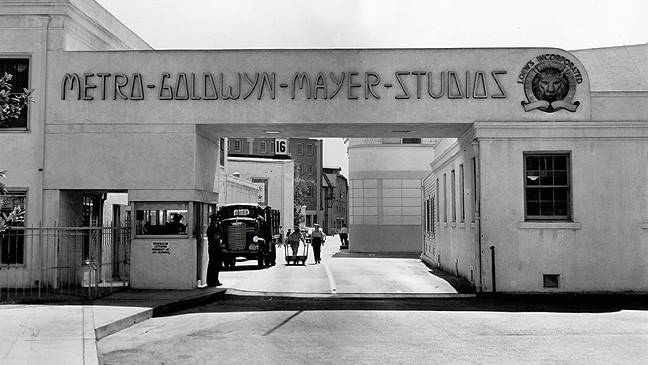 METRO-GOLDWYN-MAYER-STUDIOS
LOEW'S INCORPORATED
16